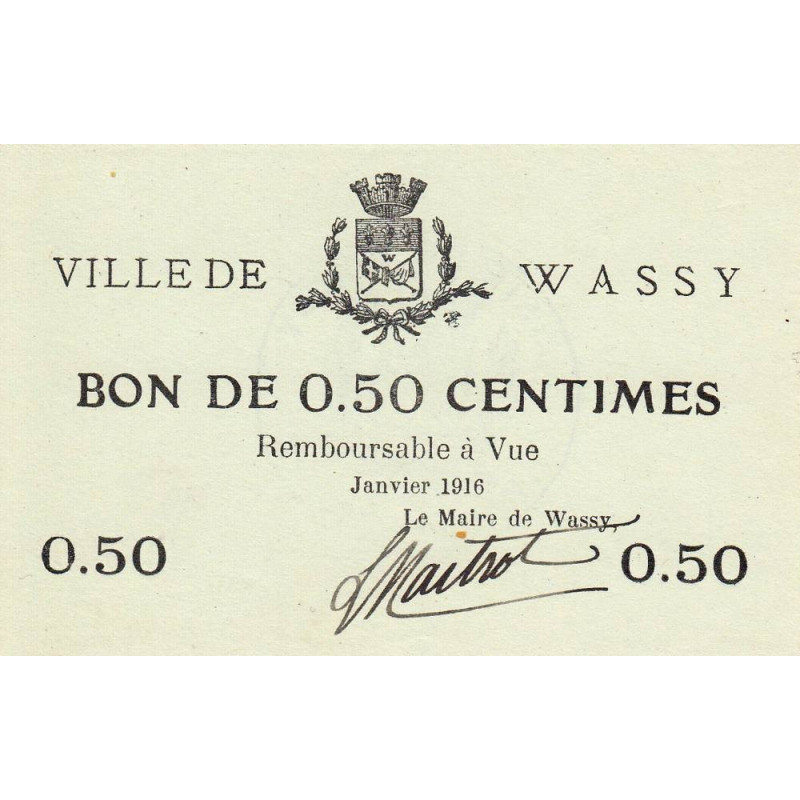 W
VILLE DE WASSY
BON DE 0.50 CENTIMES
Remboursable à Vue
Janvier 1916
Le Maire de Wassy,
0.50 0.50
LMaitrot